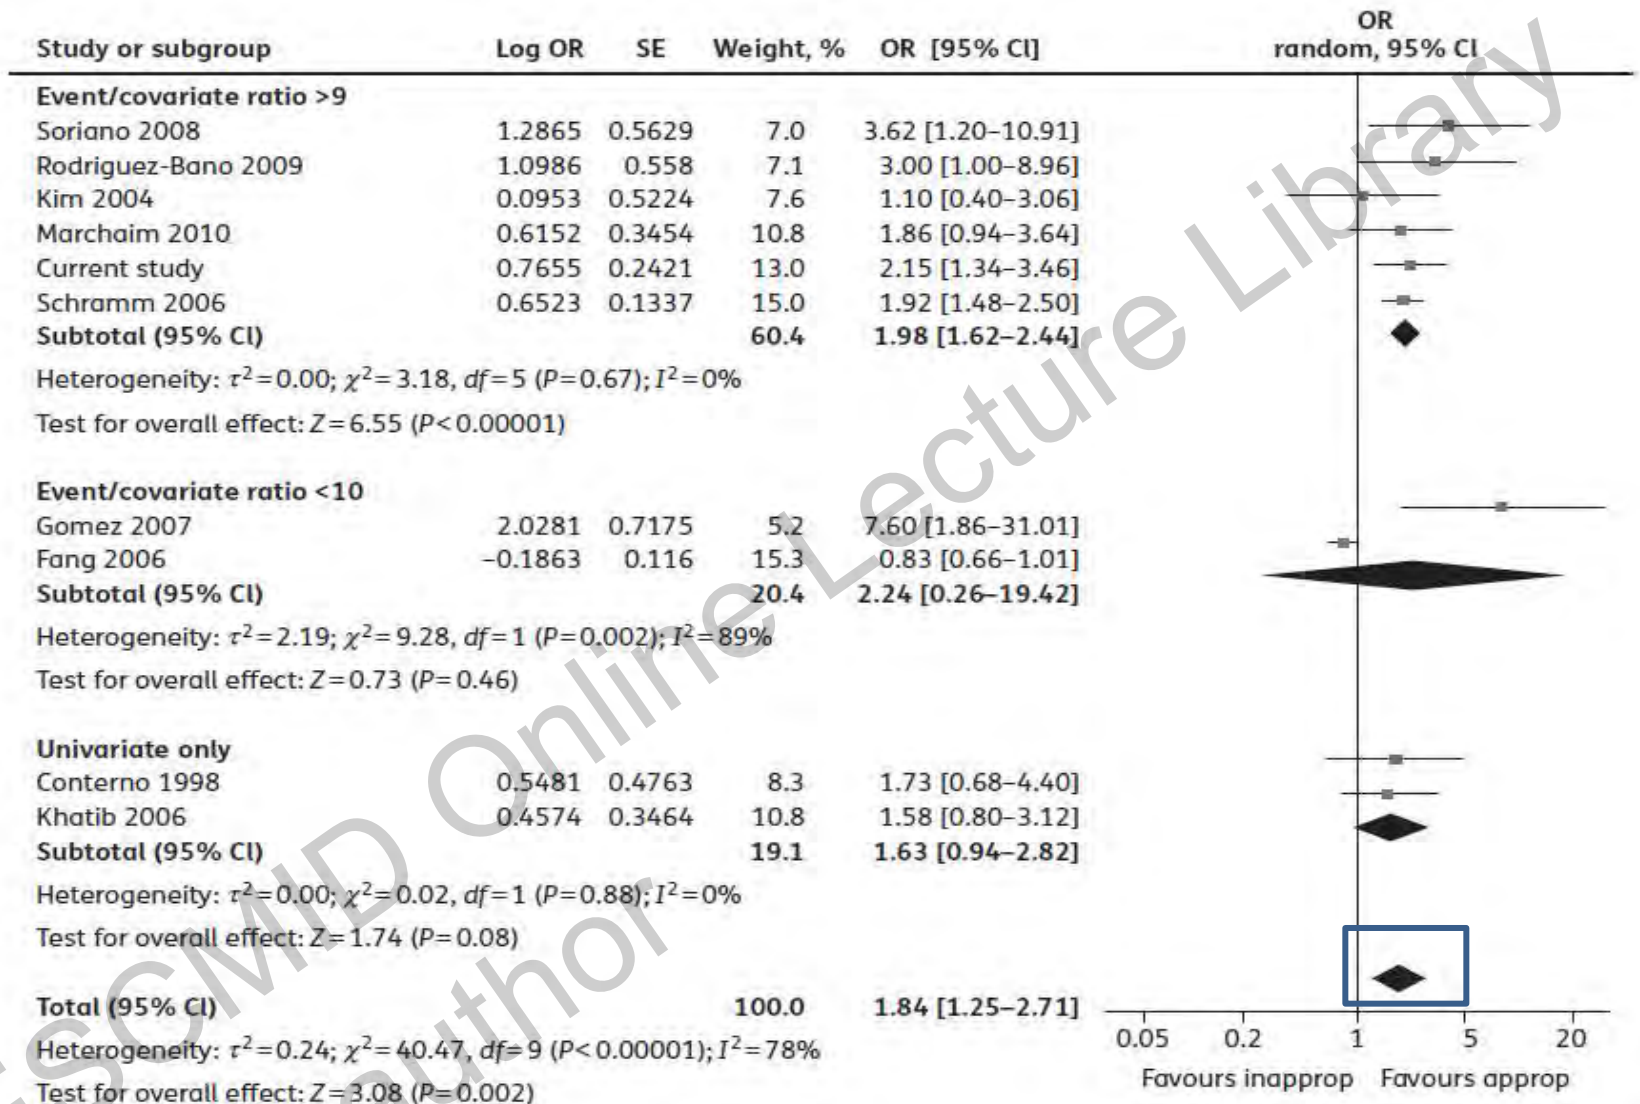 OR
Study or subgroup Log OR SE Weight, % OR [95% CI] random, 95% CI
Event/covariate ratio >9
Soriano 2008 1.2865 0.5629 7.0 3.62 [1.20–10.91]
Rodriguez-Bano 2009 1.0986 0.558 7.1 3.00 [1.00–8.96]
Kim 2004 0.0953 0.5224 7.6 1.10 [0.40–3.06]
Marchaim 2010 0.6152 0.3454 10.8 1.86 [0.94–3.64]
Current study 0.7655 0.2421 13.0 2.15 [1.34–3.46]
Schramm 2006 0.6523 0.1337 15.0 1.92 [1.48–2.50]
Subtotal (95% CI) 60.4 1.98 [1.62–2.44]
Heterogeneity: τ²=0.00; χ²=3.18, df=5 (P=0.67); I²=0%
Test for overall effect: Z=6.55 (P<0.00001)
Event/covariate ratio <10
Gomez 2007 2.0281 0.7175 5.2 7.60 [1.86–31.01]
Fang 2006 −0.1863 0.116 15.3 0.83 [0.66–1.01]
Subtotal (95% CI) 20.4 2.24 [0.26–19.42]
Heterogeneity: τ²=2.19; χ²=9.28, df=1 (P=0.002); I²=89%
Test for overall effect: Z=0.73 (P=0.46)
Univariate only
Conterno 1998 0.5481 0.4763 8.3 1.73 [0.68–4.40]
Khatib 2006 0.4574 0.3464 10.8 1.58 [0.80–3.12]
Subtotal (95% CI) 19.1 1.63 [0.94–2.82]
Heterogeneity: τ²=0.00; χ²=0.02, df=1 (P=0.88); I²=0%
Test for overall effect: Z=1.74 (P=0.08)
Total (95% CI) 100.0 1.84 [1.25–2.71]
0.05 0.2 1 5 20
Heterogeneity: τ²=0.24; χ²=40.47, df=9 (P<0.00001); I²=78%
Favours inapprop Favours approp
Test for overall effect: Z=3.08 (P=0.002)
ESCMID Online Lecture Library
author